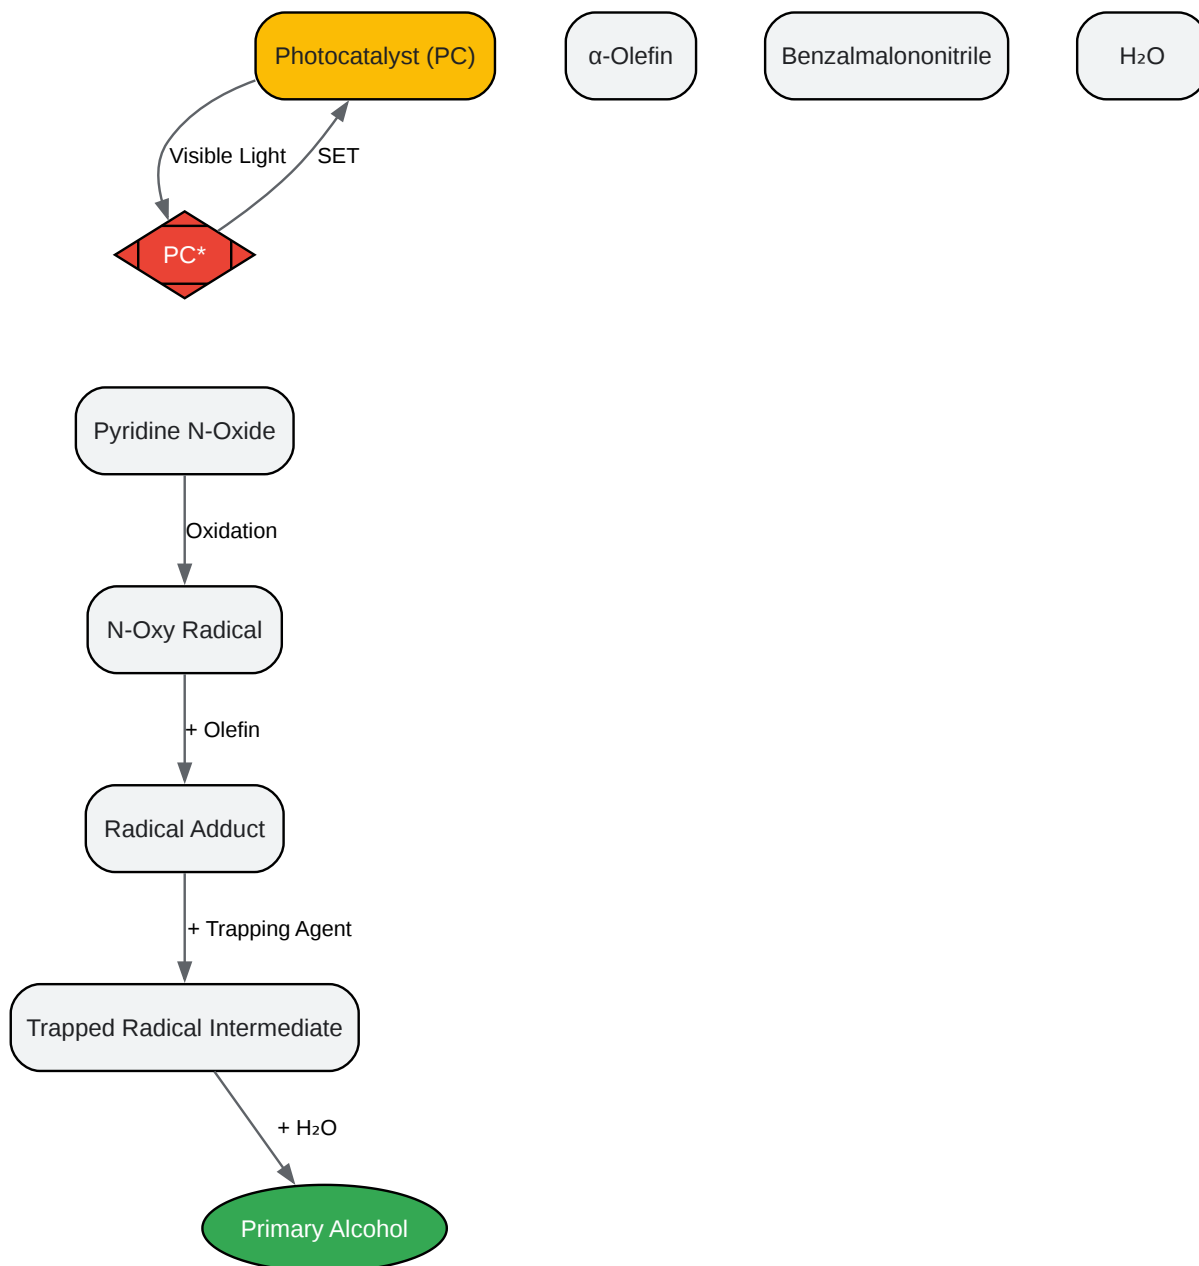 Photocatalyst (PC)
α-Olefin
Benzalmalononitrile
H₂O
Visible Light
SET
PC*
Pyridine N-Oxide
Oxidation
N-Oxy Radical
+ Olefin
Radical Adduct
+ Trapping Agent
Trapped Radical Intermediate
+ H₂O
Primary Alcohol